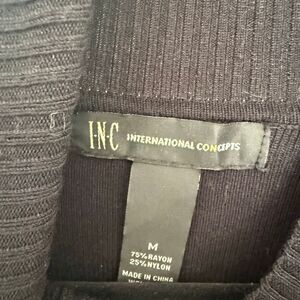 I·N·C INTERNATIONAL CONCEPTS
M
75% RAYON
25% NYLON
MADE IN CHINA